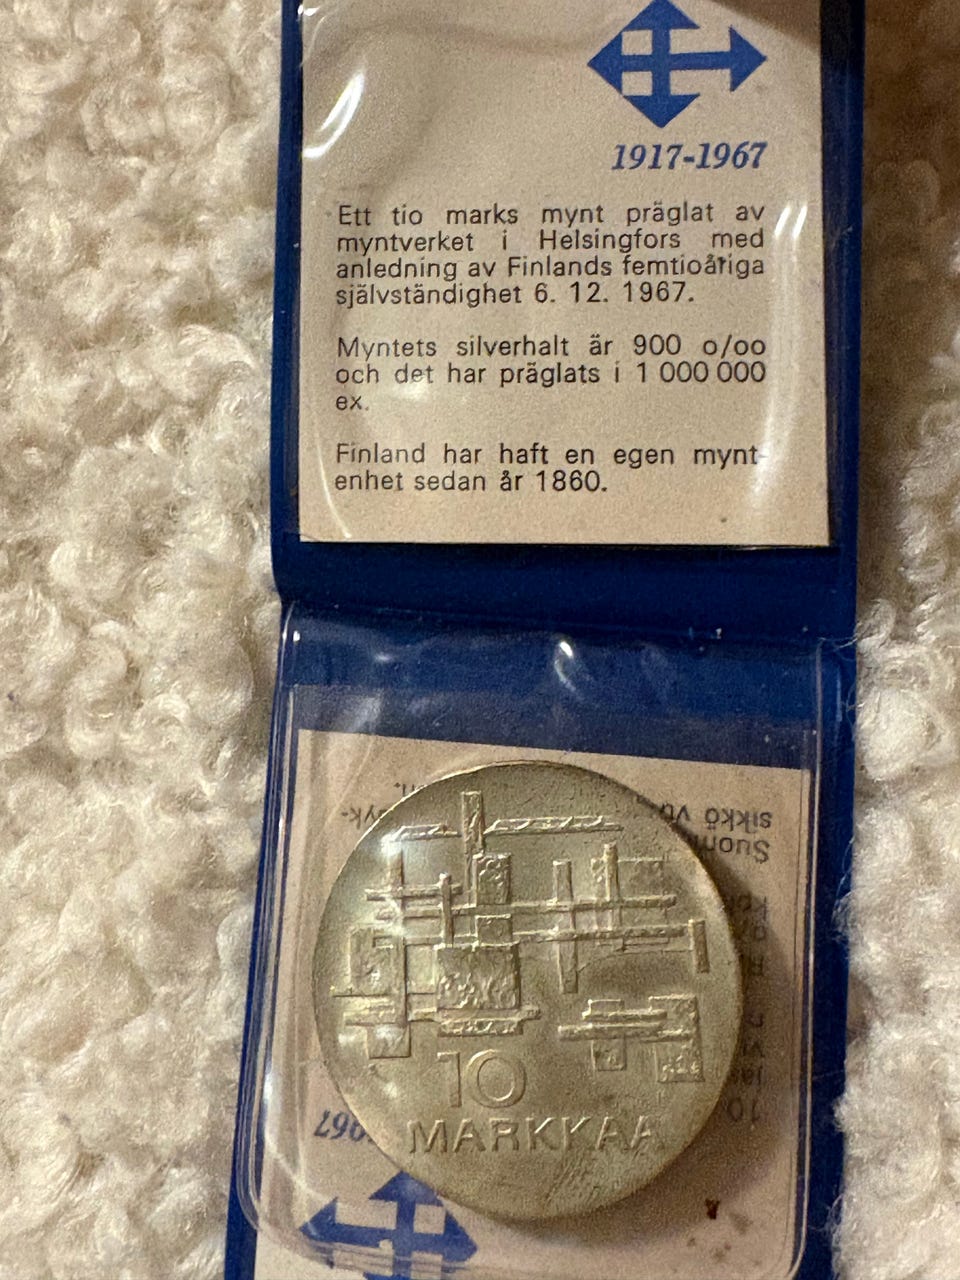 1917-1967
Ett tio marks mynt präglat av
myntverket i Helsingfors med
anledning av Finlands femtioåriga
självständighet 6. 12. 1967.
Myntets silverhalt är 900 o/oo
och det har präglats i 1 000 000
ex.
Finland har haft en egen mynt-
enhet sedan år 1860.
10
MARKKAA
sikkö